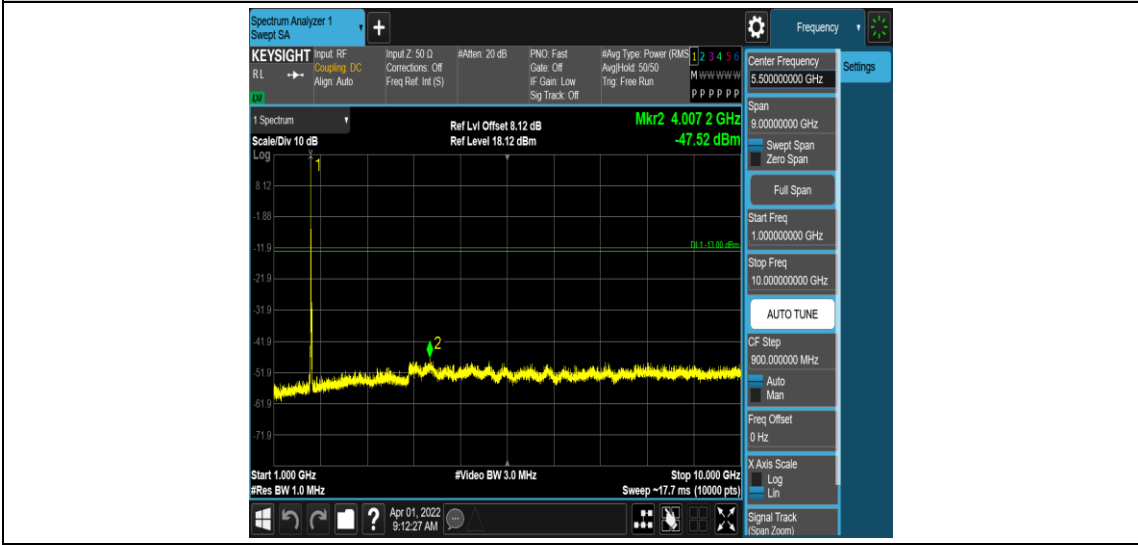 Spectrum Analyzer 1
Swept SA
+
Frequency
KEYSIGHT
RL
LXI
Input: RF
Coupling: DC
Align: Auto
Input Z: 50 Ω
Corrections: Off
Freq Ref: Int (S)
#Atten: 20 dB
PNO: Fast
Gate: Off
IF Gain: Low
Sig Track: Off
#Avg Type: Power (RMS
Avg|Hold: 50/50
Trig: Free Run
1 2 3 4 5 6
M W W W W W
P P P P P P
1 Spectrum
Scale/Div 10 dB
Log
Ref Lvl Offset 8.12 dB
Ref Level 18.12 dBm
Mkr2 4.007 2 GHz
-47.52 dBm
X
1
8.12
-1.88
-11.9
DL1 -13.00 dBm
-21.9
-31.9
-41.9
2
-51.9
-61.9
-71.9
Start 1.000 GHz
#Res BW 1.0 MHz
#Video BW 3.0 MHz
Stop 10.000 GHz
Sweep ~17.7 ms (10000 pts)
?
Apr 01, 2022
9:12:27 AM
Center Frequency
5.500000000 GHz
Settings
Span
9.00000000 GHz
Swept Span
Zero Span
Full Span
Start Freq
1.000000000 GHz
Stop Freq
10.000000000 GHz
AUTO TUNE
CF Step
900.000000 MHz
Auto
Man
Freq Offset
0 Hz
X Axis Scale
Log
Lin
Signal Track
(Span Zoom)